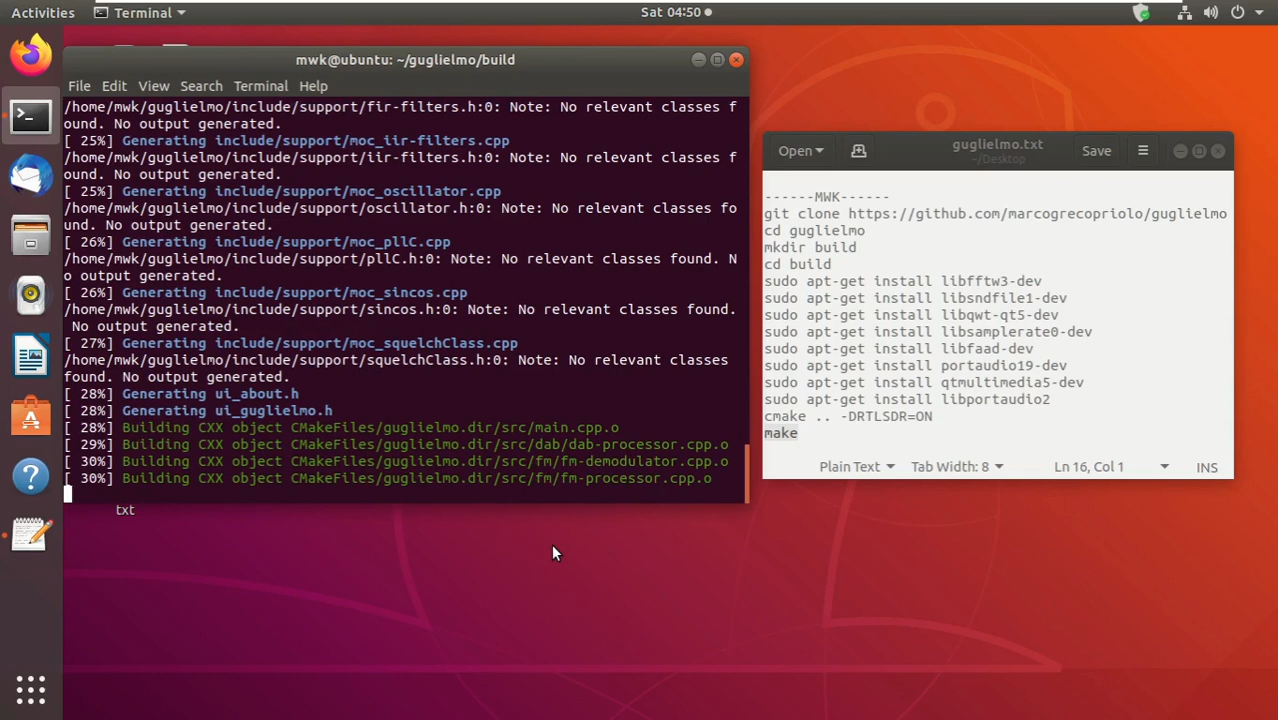 Activities
Terminal
Sat 04:50
mwk@ubuntu: ~/guglielmo/build
File Edit View Search Terminal Help
/home/mwk/guglielmo/include/support/fir-filters.h:0: Note: No relevant classes f
ound. No output generated.
[ 25%] Generating include/support/moc_iir-filters.cpp
/home/mwk/guglielmo/include/support/iir-filters.h:0: Note: No relevant classes f
ound. No output generated.
[ 25%] Generating include/support/moc_oscillator.cpp
/home/mwk/guglielmo/include/support/oscillator.h:0: Note: No relevant classes fo
und. No output generated.
[ 26%] Generating include/support/moc_pllC.cpp
/home/mwk/guglielmo/include/support/pllC.h:0: Note: No relevant classes found. N
o output generated.
[ 26%] Generating include/support/moc_sincos.cpp
/home/mwk/guglielmo/include/support/sincos.h:0: Note: No relevant classes found.
 No output generated.
[ 27%] Generating include/support/moc_squelchClass.cpp
/home/mwk/guglielmo/include/support/squelchClass.h:0: Note: No relevant classes
found. No output generated.
[ 28%] Generating ui_about.h
[ 28%] Generating ui_guglielmo.h
[ 28%] Building CXX object CMakeFiles/guglielmo.dir/src/main.cpp.o
[ 29%] Building CXX object CMakeFiles/guglielmo.dir/src/dab/dab-processor.cpp.o
[ 30%] Building CXX object CMakeFiles/guglielmo.dir/src/fm/fm-demodulator.cpp.o
[ 30%] Building CXX object CMakeFiles/guglielmo.dir/src/fm/fm-processor.cpp.o
txt
Open
guglielmo.txt
~/Desktop
Save
------MWK------
git clone https://github.com/marcogrecopriolo/guglielmo
cd guglielmo
mkdir build
cd build
sudo apt-get install libfftw3-dev
sudo apt-get install libsndfile1-dev
sudo apt-get install libqwt-qt5-dev
sudo apt-get install libsamplerate0-dev
sudo apt-get install libfaad-dev
sudo apt-get install portaudio19-dev
sudo apt-get install qtmultimedia5-dev
sudo apt-get install libportaudio2
cmake .. -DRTLSDR=ON
make
Plain Text Tab Width: 8 Ln 16, Col 1 INS